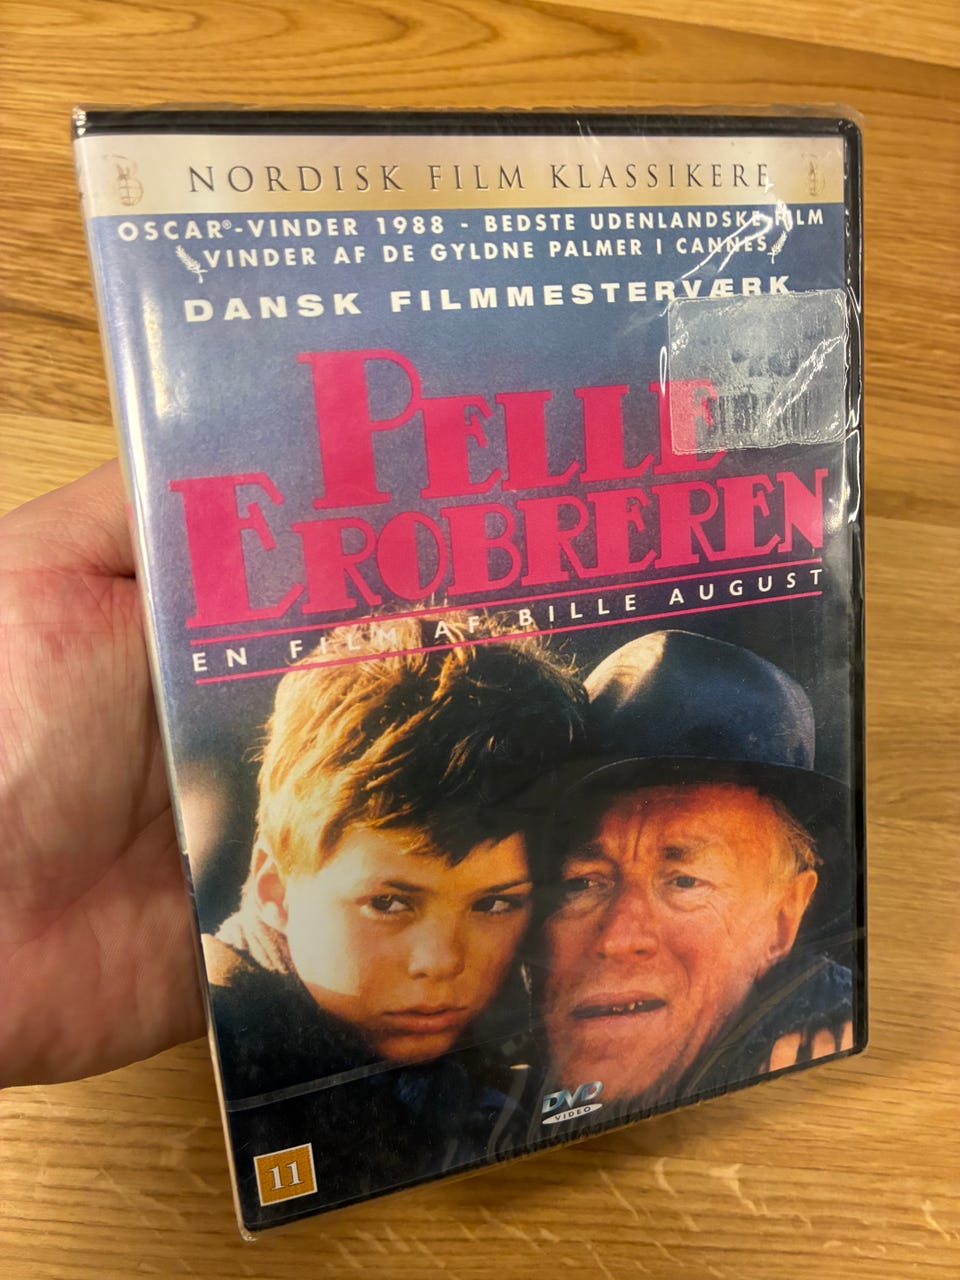 NORDISK FILM KLASSIKERE
OSCAR®-VINDER 1988 - BEDSTE UDENLANDSKE FILM
VINDER AF DE GYLDNE PALMER I CANNES
DANSK FILMMESTERVÆRK
PELLE
EROBREREN
EN FILM AF BILLE AUGUST
DVD
VIDEO
11